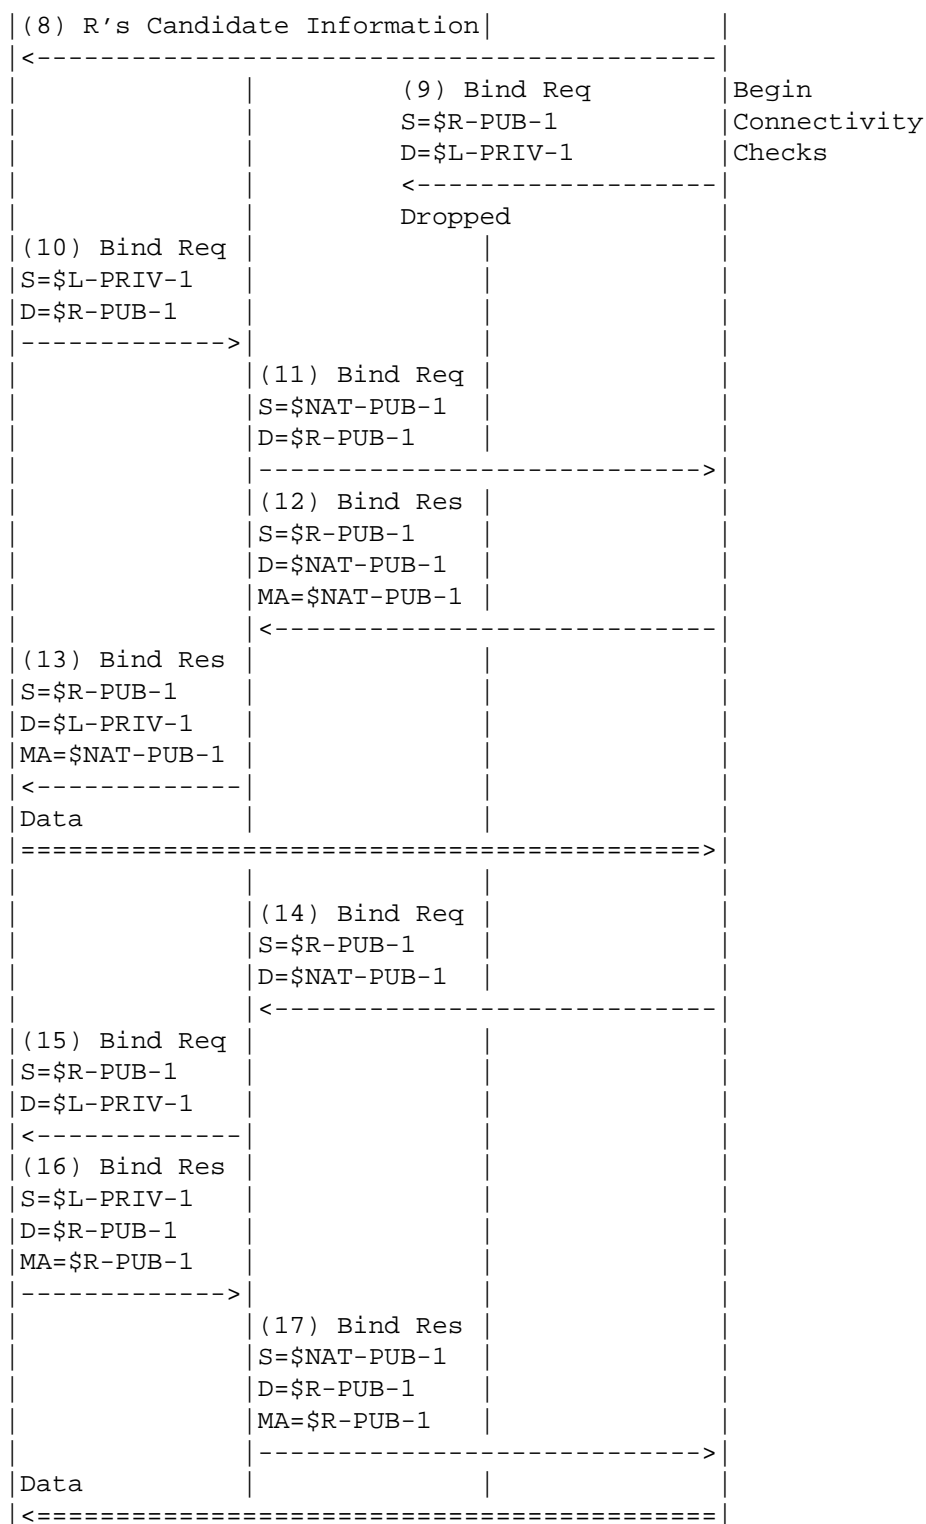 (8) R's Candidate Information
(9) Bind Req Begin
S=$R-PUB-1 Connectivity
D=$L-PRIV-1 Checks
Dropped
(10) Bind Req
S=$L-PRIV-1
D=$R-PUB-1
(11) Bind Req
S=$NAT-PUB-1
D=$R-PUB-1
(12) Bind Res
S=$R-PUB-1
D=$NAT-PUB-1
MA=$NAT-PUB-1
(13) Bind Res
S=$R-PUB-1
D=$L-PRIV-1
MA=$NAT-PUB-1
Data
(14) Bind Req
S=$R-PUB-1
D=$NAT-PUB-1
(15) Bind Req
S=$R-PUB-1
D=$L-PRIV-1
(16) Bind Res
S=$L-PRIV-1
D=$R-PUB-1
MA=$R-PUB-1
(17) Bind Res
S=$NAT-PUB-1
D=$R-PUB-1
MA=$R-PUB-1
Data